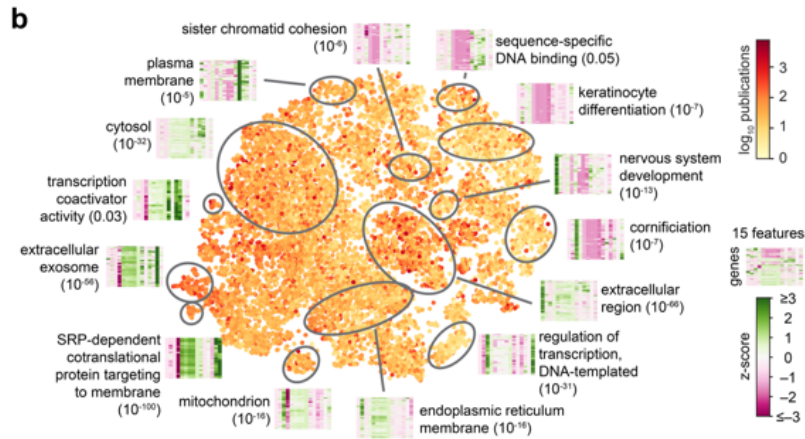 b
sister chromatid cohesion
(10⁻⁶)
sequence-specific
DNA binding (0.05)
plasma
membrane
(10⁻⁵)
keratinocyte
differentiation (10⁻⁷)
cytosol
(10⁻³²)
nervous system
development
(10⁻¹³)
transcription
coactivator
activity (0.03)
cornificiation
(10⁻⁷)
extracellular
exosome
(10⁻⁵⁶)
extracellular
region (10⁻⁶⁶)
SRP-dependent
cotranslational
protein targeting
to membrane
(10⁻¹⁰⁰)
regulation of
transcription,
DNA-templated
(10⁻³¹)
mitochondrion
(10⁻¹⁶)
endoplasmic reticulum
membrane (10⁻¹⁶)
log₁₀ publications
3
2
1
0
15 features
genes
z-score
≥3
2
1
0
–1
–2
≤–3